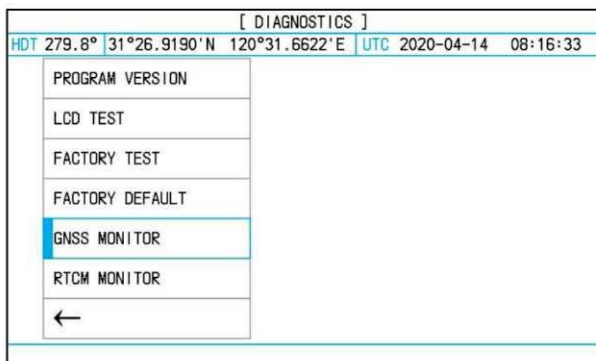 [ DIAGNOSTICS ]
HDT 279.8° 31°26.9190'N 120°31.6622'E UTC 2020-04-14 08:16:33
PROGRAM VERSION
LCD TEST
FACTORY TEST
FACTORY DEFAULT
GNSS MONITOR
RTCM MONITOR
←